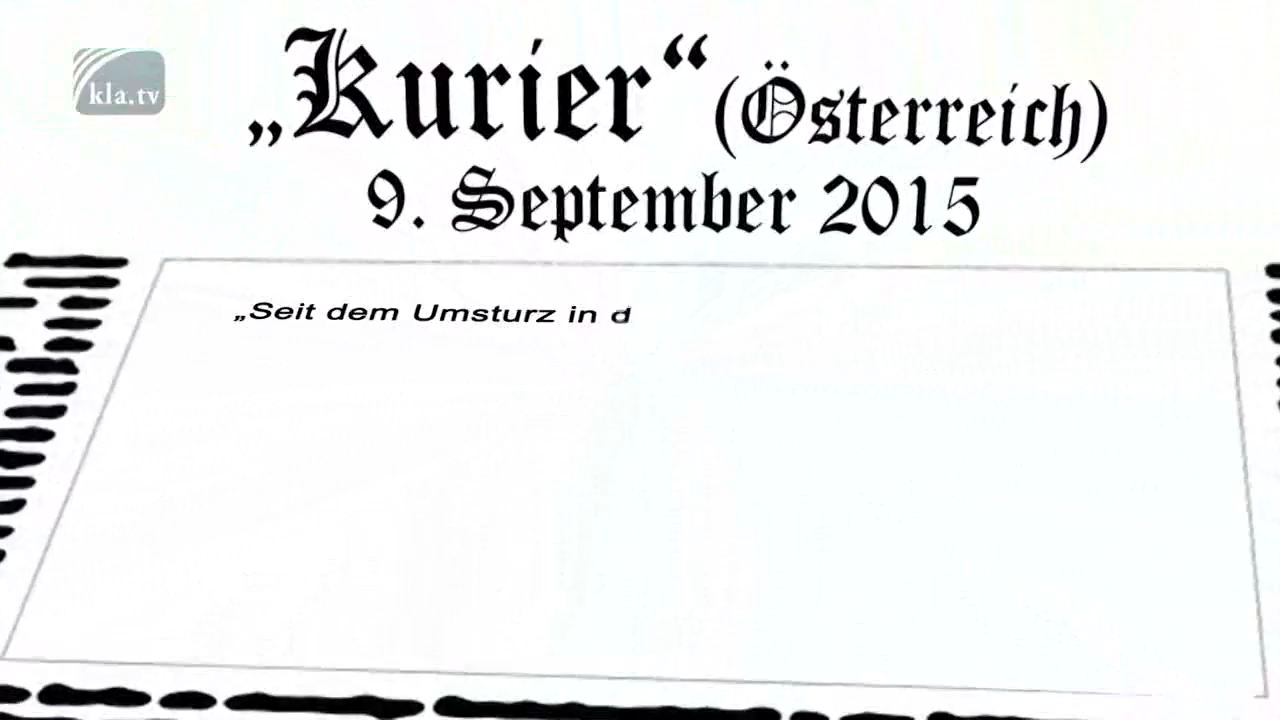 kla.tv
„Kurier“ (Österreich)
9. September 2015
„Seit dem Umsturz in d